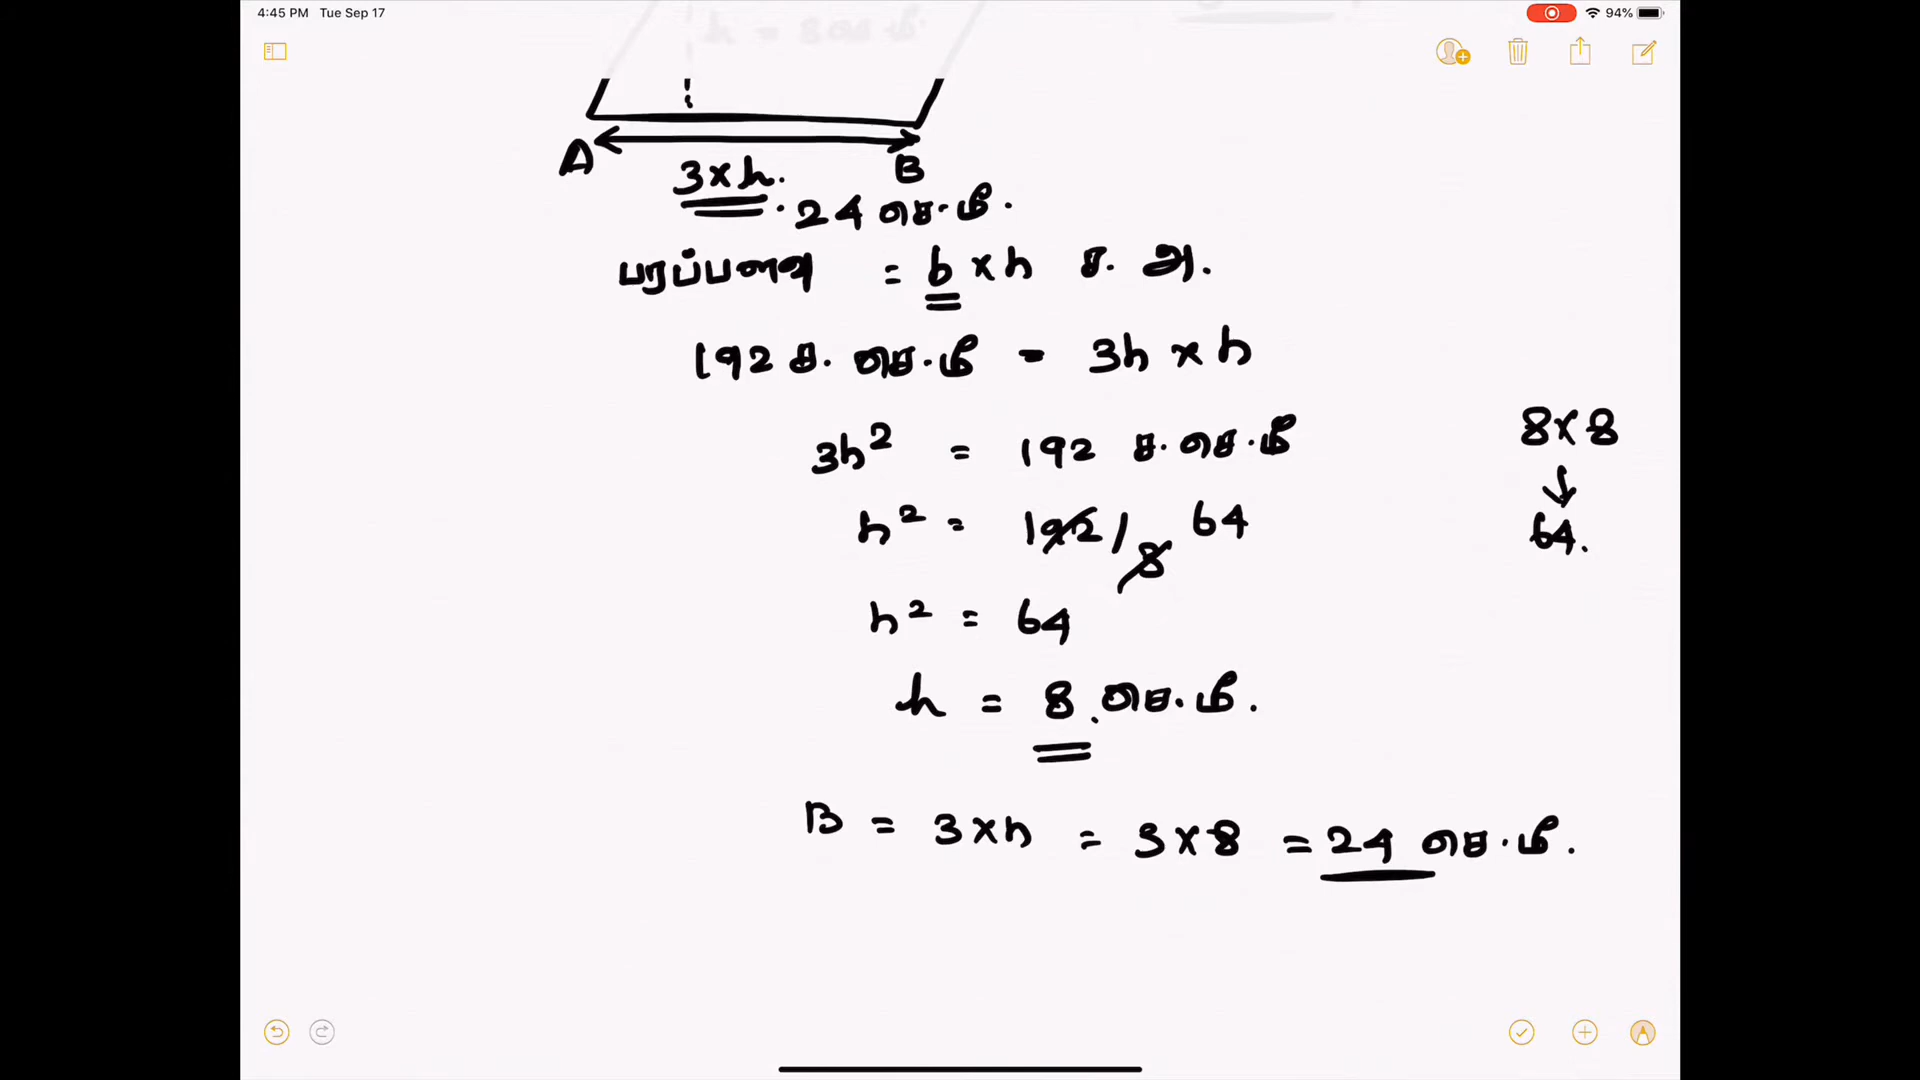 4:45 PM Tue Sep 17 94%
A B
3×h.
24 செ.மீ.
பரப்பளவு = b × h ச. அ.
192 ச. செ.மீ = 3h × h
3h² = 192 ச.செ.மீ
8×8
h² = 192/3 64
64.
h² = 64
h = 8 செ.மீ.
B = 3×h = 3×8 = 24 செ.மீ.